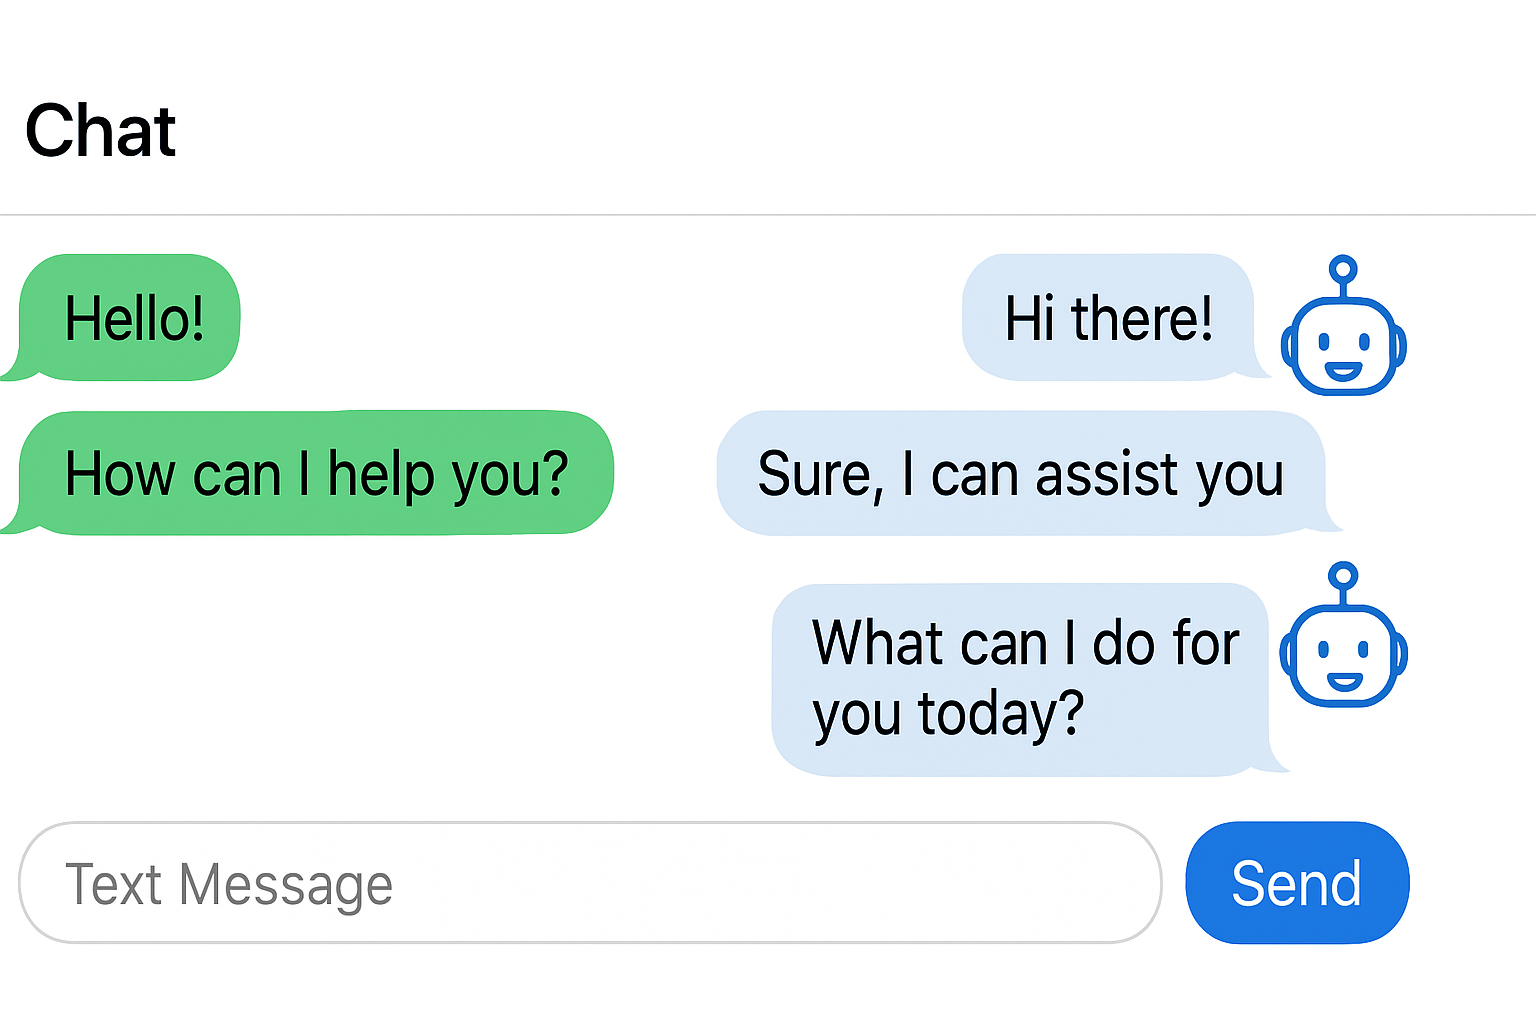 Chat
Hello!
Hi there!
How can I help you?
Sure, I can assist you
What can I do for
you today?
Text Message
Send